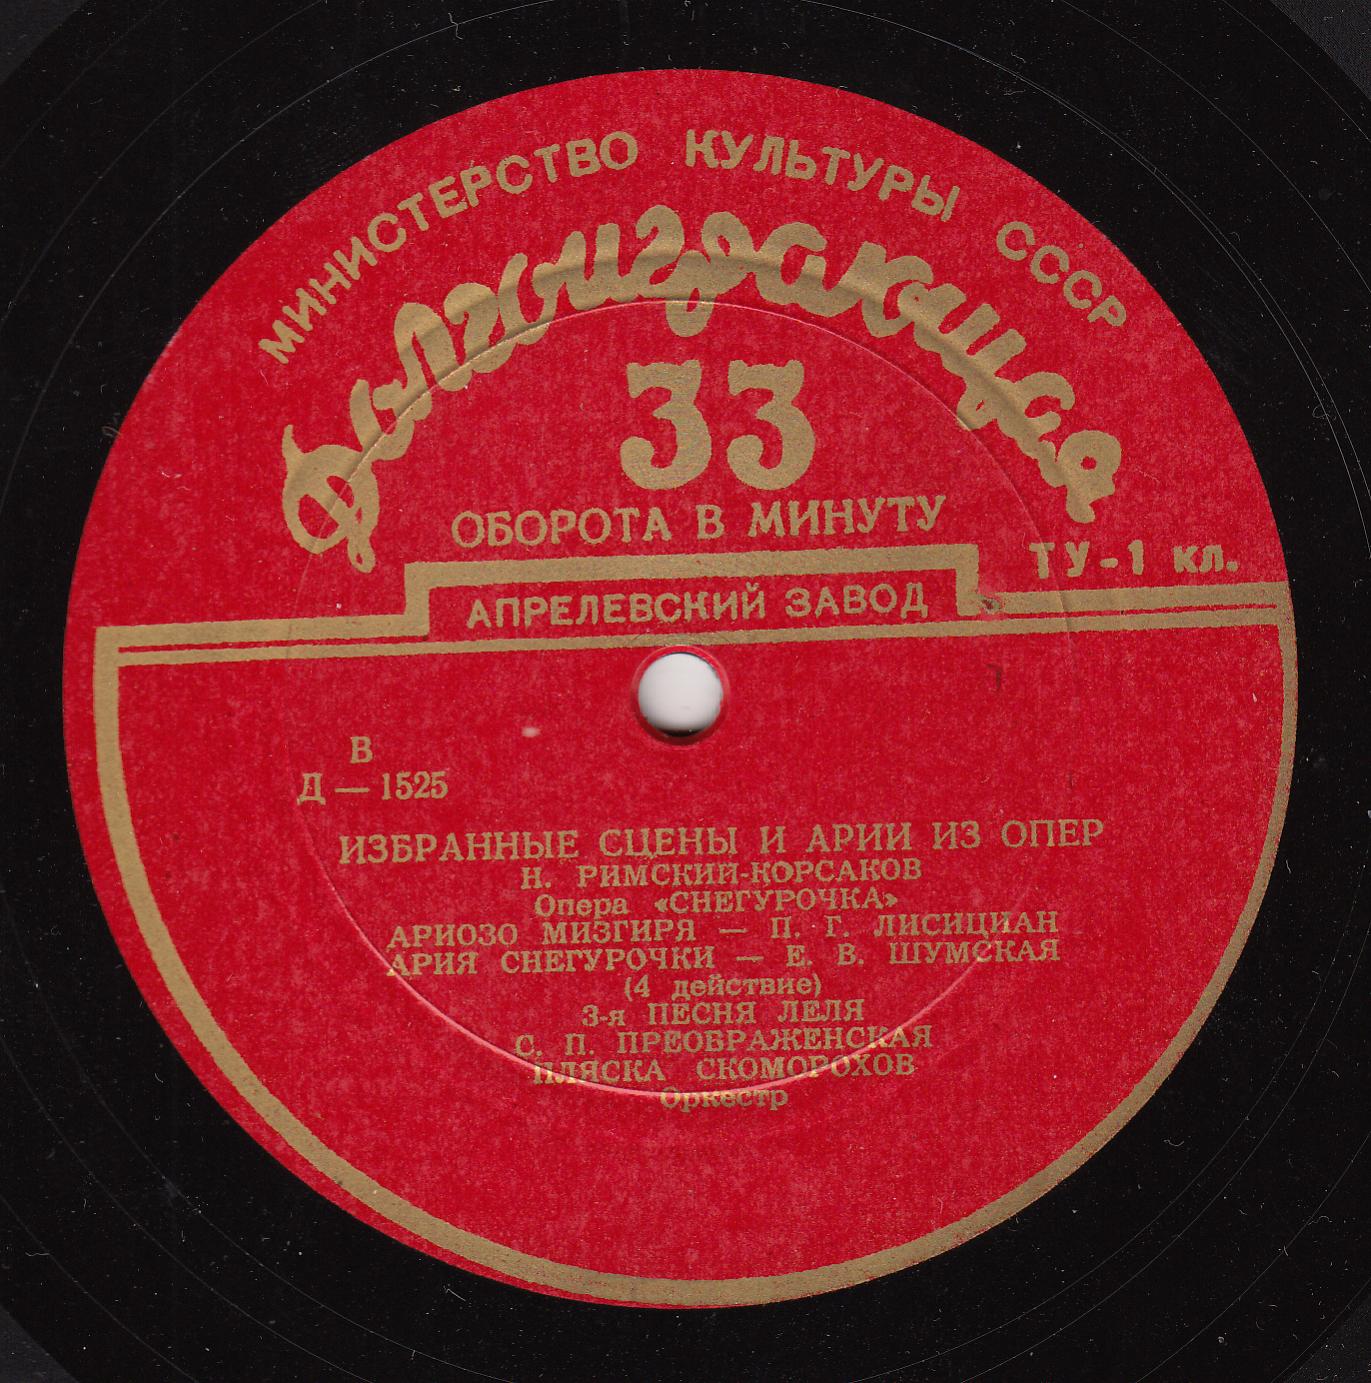 МИНИСТЕРСТВО КУЛЬТУРЫ СССР
Долгоиграющая
33
ОБОРОТА В МИНУТУ
ТУ-1 кл.
АПРЕЛЕВСКИЙ ЗАВОД
В
Д — 1525
ИЗБРАННЫЕ СЦЕНЫ И АРИИ ИЗ ОПЕР
Н. РИМСКИЙ-КОРСАКОВ
Опера «СНЕГУРОЧКА»
АРИОЗО МИЗГИРЯ — П. Г. ЛИСИЦИАН
АРИЯ СНЕГУРОЧКИ — Е. В. ШУМСКАЯ
(4 действие)
3-я ПЕСНЯ ЛЕЛЯ
С. П. ПРЕОБРАЖЕНСКАЯ
ПЛЯСКА СКОМОРОХОВ
Оркестр